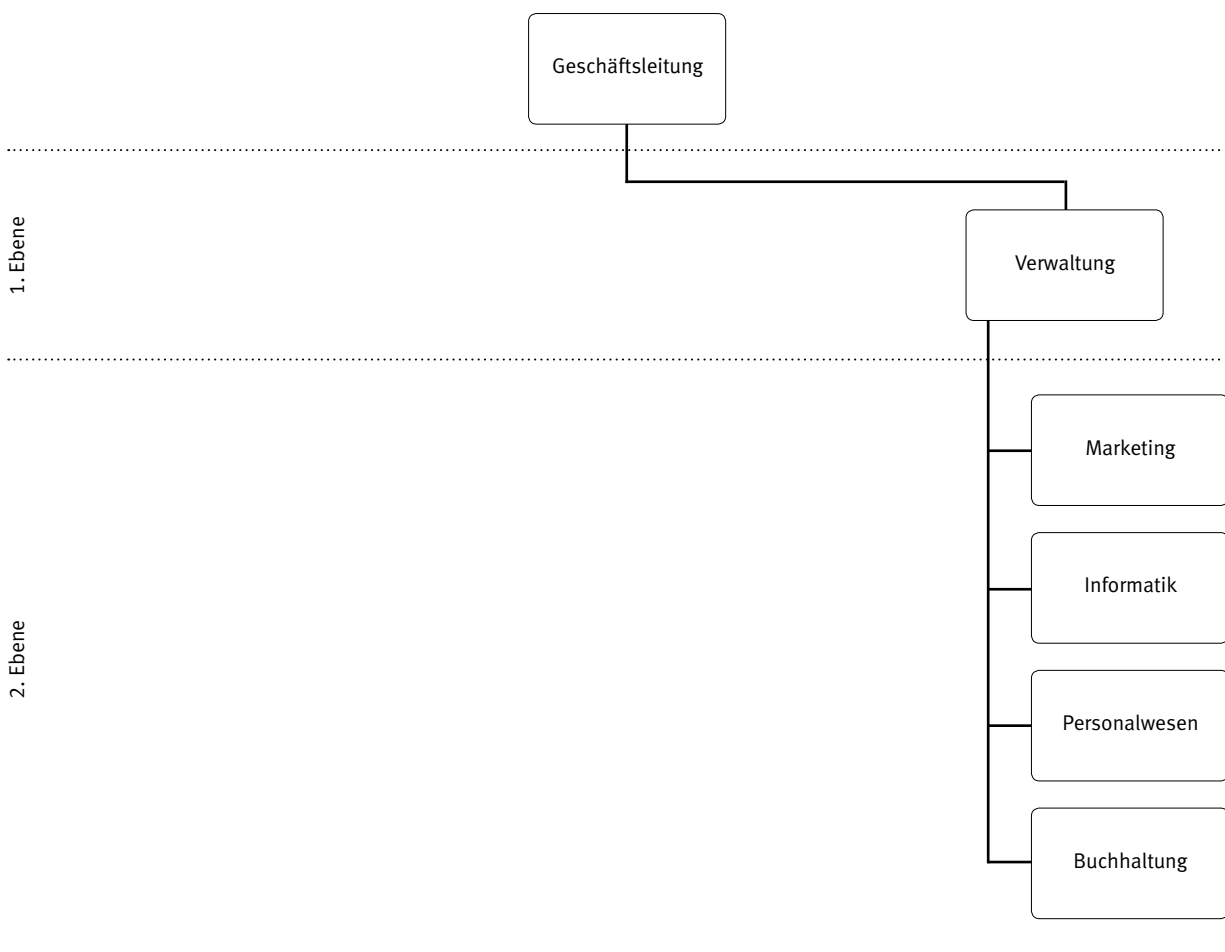 Geschäftsleitung
1. Ebene
Verwaltung
2. Ebene
Marketing
Informatik
Personalwesen
Buchhaltung